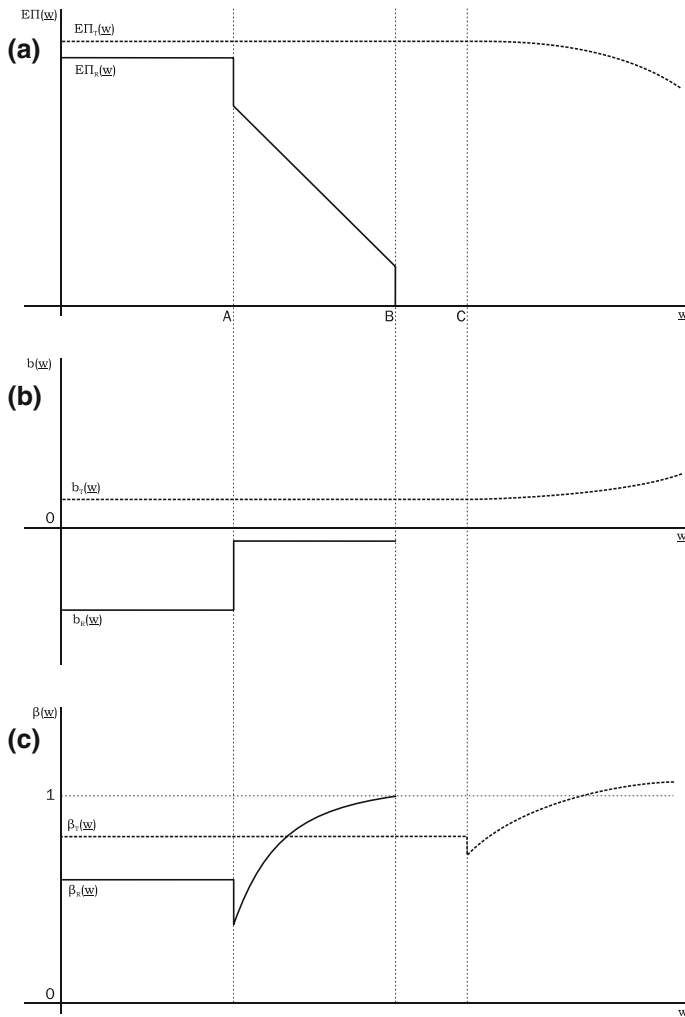 EΠ(w)
(a)
EΠT(w)
EΠR(w)
A
B
C
w
b(w)
(b)
bT(w)
0
w
bR(w)
β(w)
(c)
1
βT(w)
βR(w)
0
w